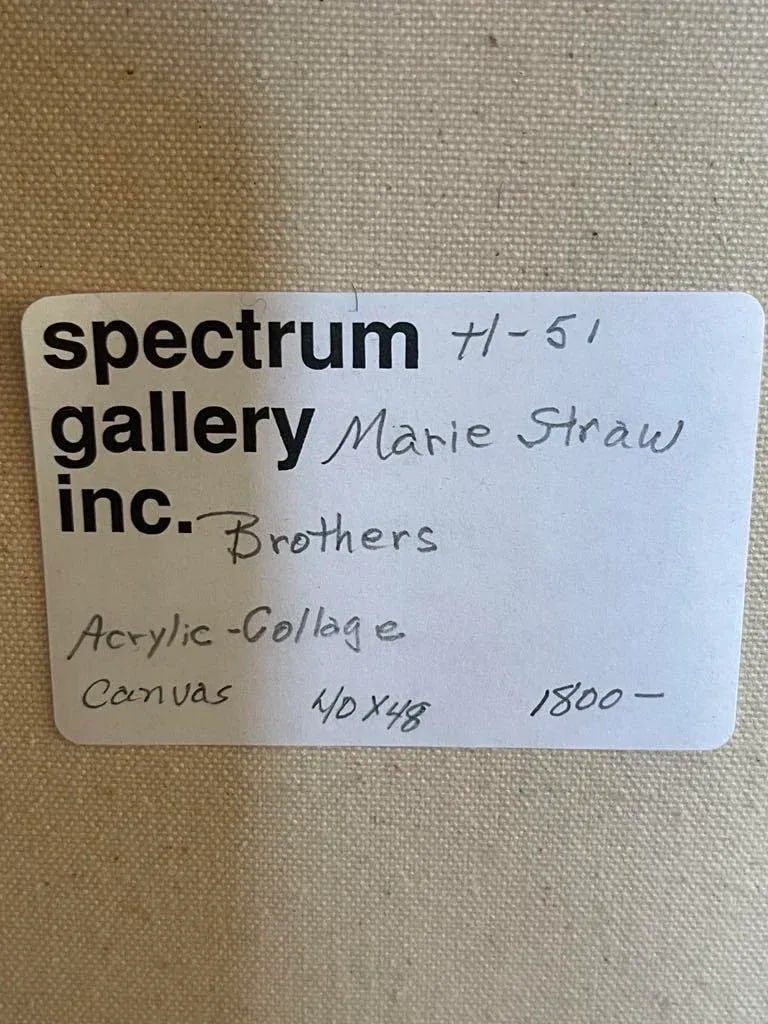 spectrum H-51
gallery Marie Straw
inc. Brothers
Acrylic-Collage
Canvas 40X48 1800-